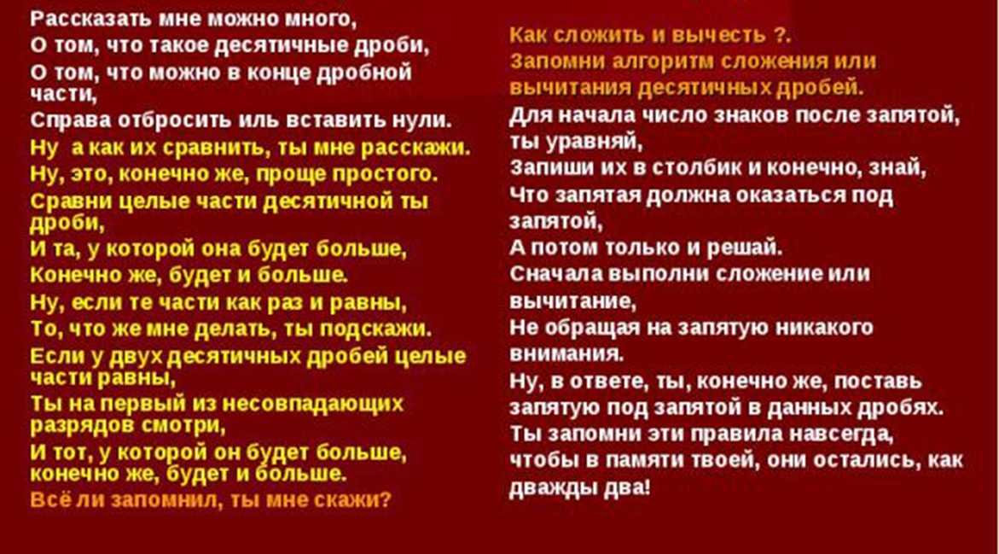 Рассказать мне можно много,
О том, что такое десятичные дроби,
О том, что можно в конце дробной
части,
Справа отбросить иль вставить нули.
Ну а как их сравнить, ты мне расскажи.
Ну, это, конечно же, проще простого.
Сравни целые части десятичной ты
дроби,
И та, у которой она будет больше,
Конечно же, будет и больше.
Ну, если те части как раз и равны,
То, что же мне делать, ты подскажи.
Если у двух десятичных дробей целые
части равны,
Ты на первый из несовпадающих
разрядов смотри,
И тот, у которой он будет больше,
конечно же, будет и больше.
Всё ли запомнил, ты мне скажи?
Как сложить и вычесть ?.
Запомни алгоритм сложения или
вычитания десятичных дробей.
Для начала число знаков после запятой,
ты уравняй,
Запиши их в столбик и конечно, знай,
Что запятая должна оказаться под
запятой,
А потом только и решай.
Сначала выполни сложение или
вычитание,
Не обращая на запятую никакого
внимания.
Ну, в ответе, ты, конечно же, поставь
запятую под запятой в данных дробях.
Ты запомни эти правила навсегда,
чтобы в памяти твоей, они остались, как
дважды два!